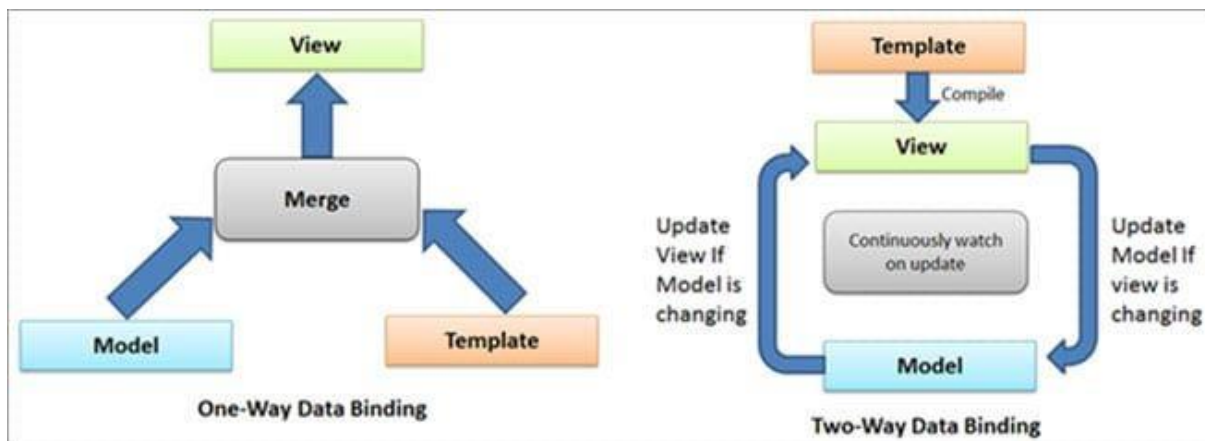 View
Merge
Model
Template
One-Way Data Binding
Template
Compile
View
Update
View If
Model is
changing
Continuously watch
on update
Update
Model If
view is
changing
Model
Two-Way Data Binding